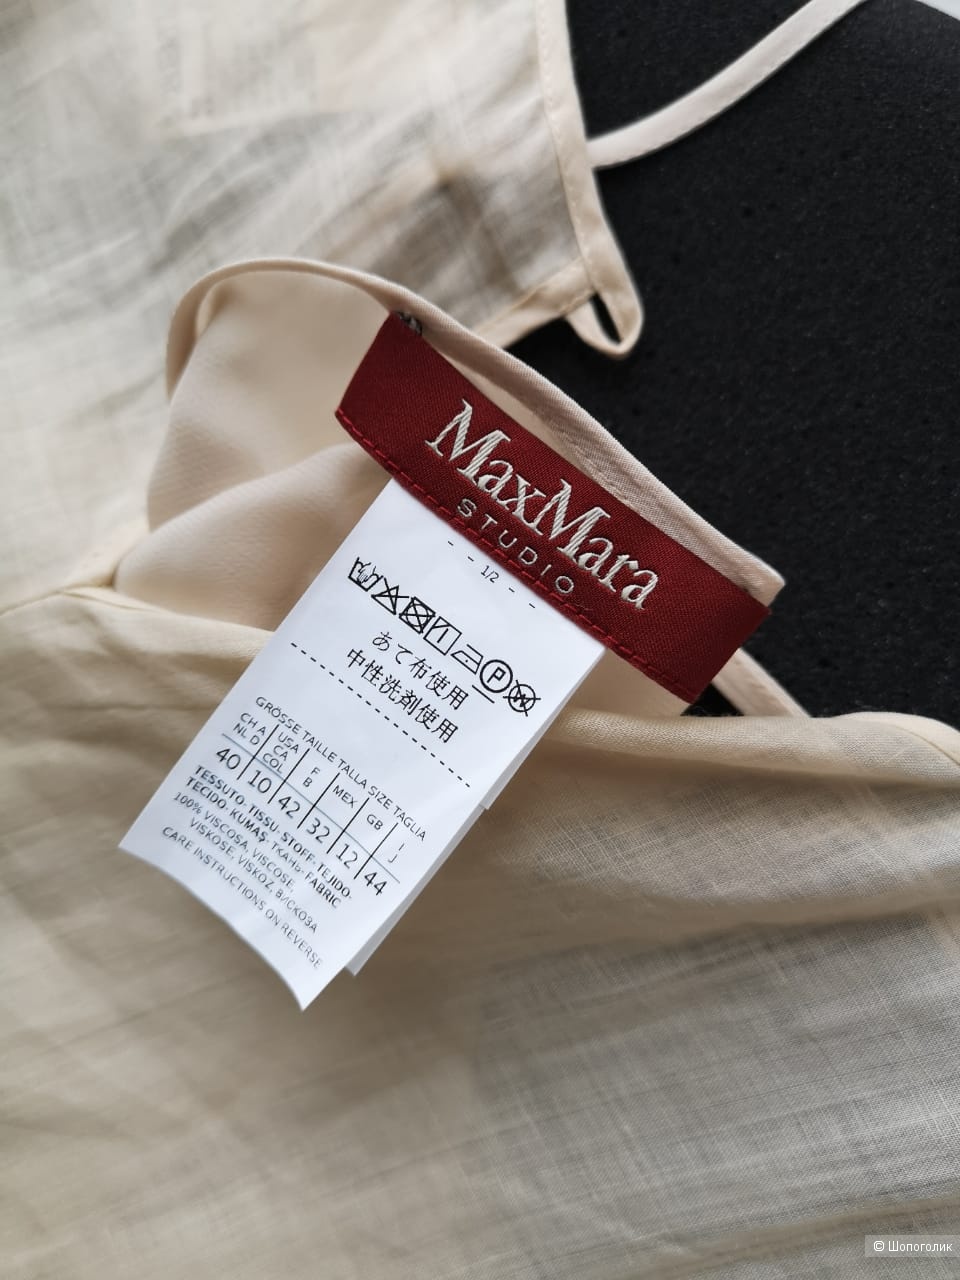 MaxMara
STUDIO
- - 1/2 - -
P W
あて布使用
中性洗剤使用
GRÖSSE TAILLE TALLA SIZE TAGLIA
CH A NL D | USA CA COL | F B | MEX | GB | I J
40 | 10 | 42 | 32 | 12 | 44
TESSUTO- TISSU- STOFF- TEJIDO-
TECIDO- KUMAŞ- ТКАНЬ- FABRIC
100% VISCOSA, VISCOSE,
VISKOSE, VISKOZ, ВИСКОЗА
CARE INSTRUCTIONS ON REVERSE
© Шопоголик